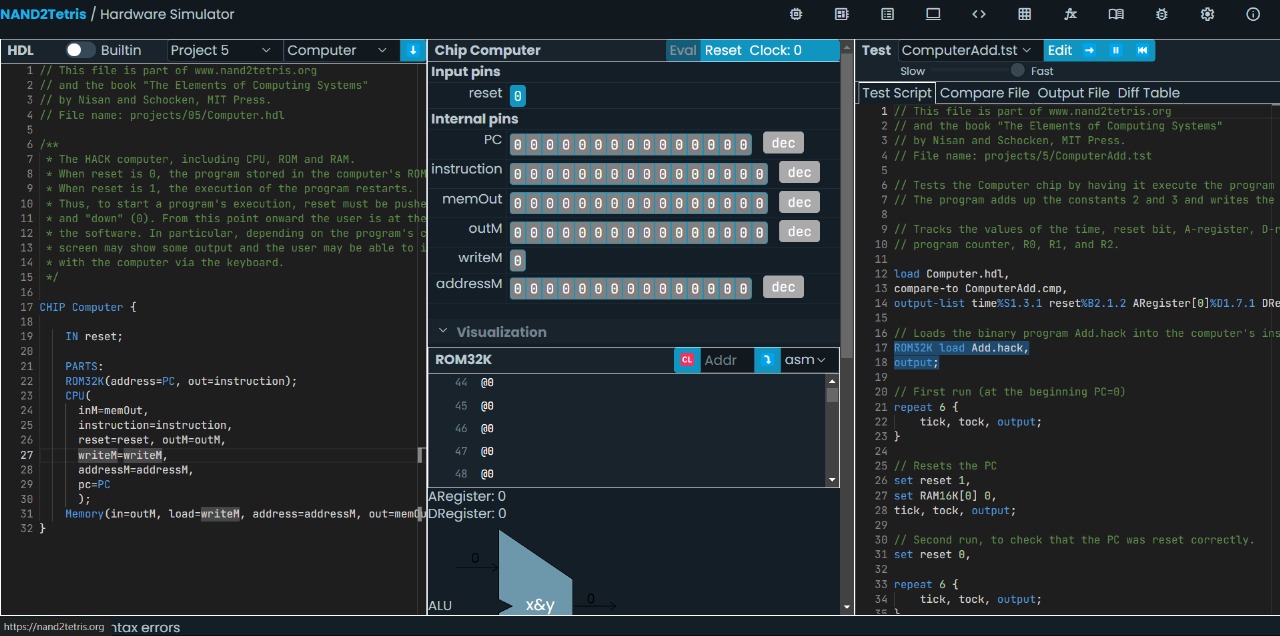 NAND2Tetris / Hardware Simulator
HDL Builtin Project 5 Computer
1 // This file is part of www.nand2tetris.org
2 // and the book "The Elements of Computing Systems"
3 // by Nisan and Schocken, MIT Press.
4 // File name: projects/05/Computer.hdl
5
6 /**
7 * The HACK computer, including CPU, ROM and RAM.
8 * When reset is 0, the program stored in the computer's ROM
9 * When reset is 1, the execution of the program restarts.
10 * Thus, to start a program's execution, reset must be pushe
11 * and "down" (0). From this point onward the user is at the
12 * the software. In particular, depending on the program's c
13 * screen may show some output and the user may be able to i
14 * with the computer via the keyboard.
15 */
16
17 CHIP Computer {
18
19 IN reset;
20
21 PARTS:
22 ROM32K(address=PC, out=instruction);
23 CPU(
24 inM=memOut,
25 instruction=instruction,
26 reset=reset, outM=outM,
27 writeM=writeM,
28 addressM=addressM,
29 pc=PC
30 );
31 Memory(in=outM, load=writeM, address=addressM, out=memOu
32 }
https://nand2tetris.org ntax errors
Chip Computer Eval Reset Clock: 0
Input pins
reset 0
Internal pins
PC 0 0 0 0 0 0 0 0 0 0 0 0 0 0 0 dec
instruction 0 0 0 0 0 0 0 0 0 0 0 0 0 0 0 0 dec
memOut 0 0 0 0 0 0 0 0 0 0 0 0 0 0 0 0 dec
outM 0 0 0 0 0 0 0 0 0 0 0 0 0 0 0 0 dec
writeM 0
addressM 0 0 0 0 0 0 0 0 0 0 0 0 0 0 0 dec
Visualization
ROM32K CL Addr asm
44 @0
45 @0
46 @0
47 @0
48 @0
ARegister: 0
DRegister: 0
0
0
ALU x&y
Test ComputerAdd.tst Edit
Slow Fast
Test Script Compare File Output File Diff Table
1 // This file is part of www.nand2tetris.org
2 // and the book "The Elements of Computing Systems"
3 // by Nisan and Schocken, MIT Press.
4 // File name: projects/5/ComputerAdd.tst
5
6 // Tests the Computer chip by having it execute the program
7 // The program adds up the constants 2 and 3 and writes the
8
9 // Tracks the values of the time, reset bit, A-register, D-r
10 // program counter, R0, R1, and R2.
11
12 load Computer.hdl,
13 compare-to ComputerAdd.cmp,
14 output-list time%S1.3.1 reset%B2.1.2 ARegister[0]%D1.7.1 DRe
15
16 // Loads the binary program Add.hack into the computer's ins
17 ROM32K load Add.hack,
18 output;
19
20 // First run (at the beginning PC=0)
21 repeat 6 {
22 tick, tock, output;
23 }
24
25 // Resets the PC
26 set reset 1,
27 set RAM16K[0] 0,
28 tick, tock, output;
29
30 // Second run, to check that the PC was reset correctly.
31 set reset 0,
32
33 repeat 6 {
34 tick, tock, output;
35 }